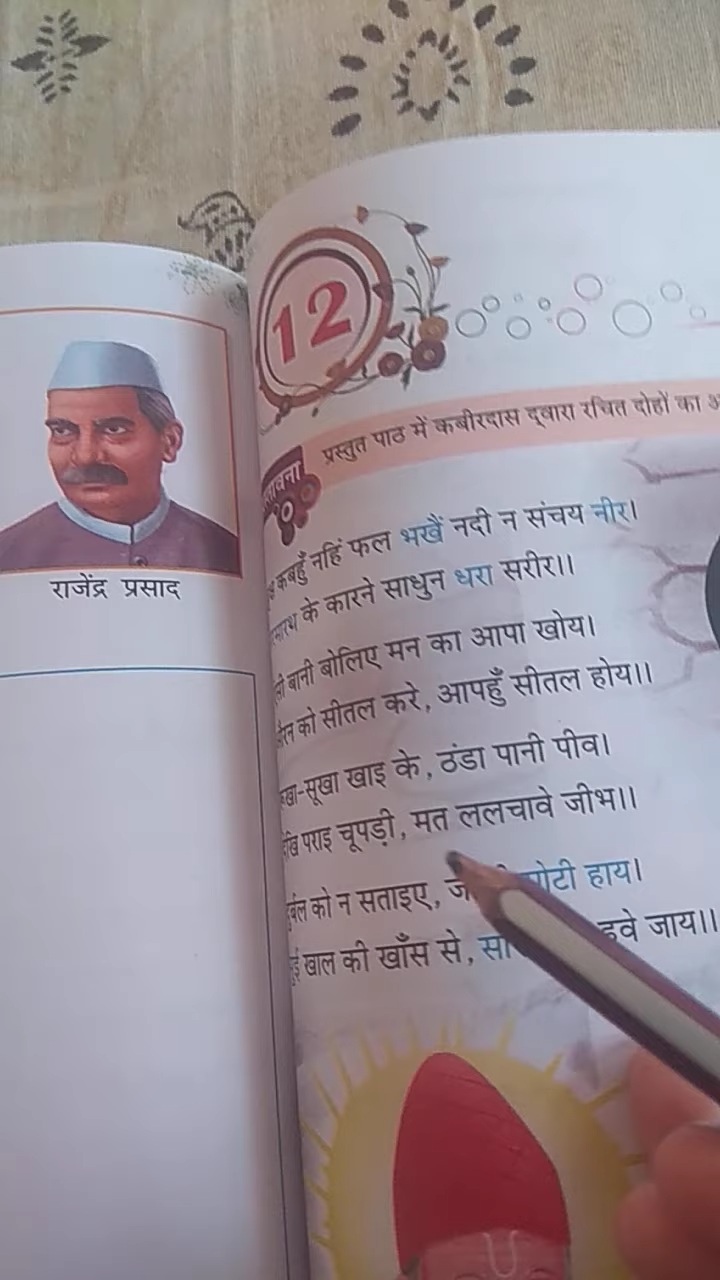 राजेंद्र प्रसाद
12
प्रस्तुत पाठ में कबीरदास द्वारा रचित दोहों का
कबहुँ नहिं फल भखैं नदी न संचय नीर।
के कारने साधुन धरा सरीर।।
बानी बोलिए मन का आपा खोय।
को सीतल करे, आपहुँ सीतल होय।।
सूखा खाइ के, ठंडा पानी पीव।
पराइ चूपड़ी, मत ललचावे जीभ।।
को न सताइए, मोटी हाय।
खाल की खाँस से, जाय।।